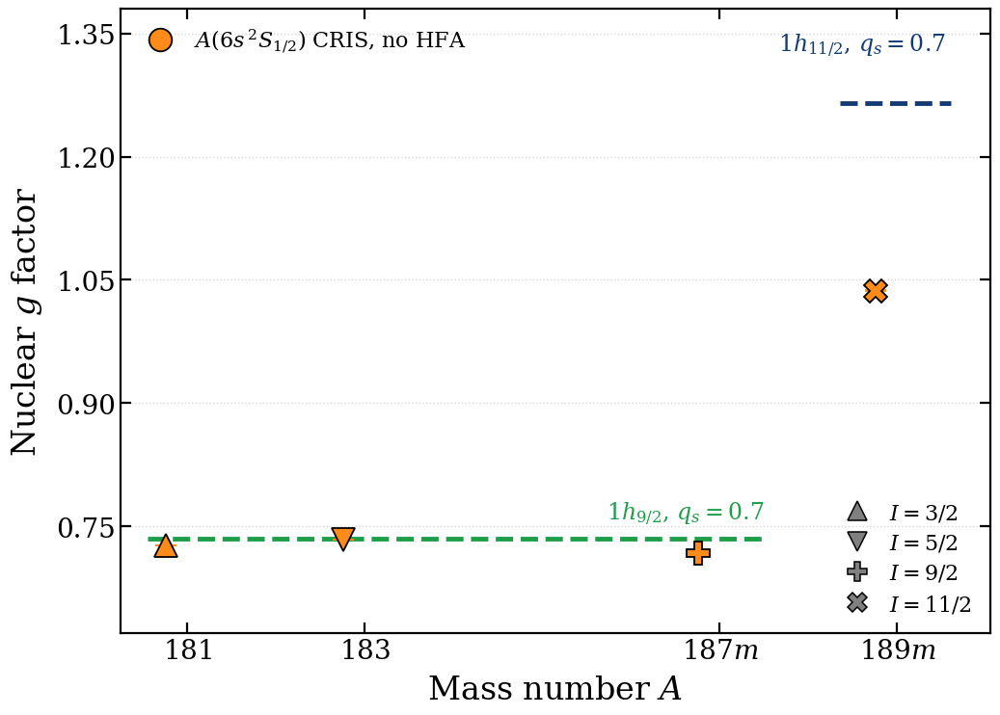 A(6s ²S₁/₂) CRIS, no HFA
1h₁₁/₂, qₛ = 0.7
1.35
1.20
1.05
0.90
0.75
Nuclear g factor
1h₉/₂, qₛ = 0.7
I = 3/2
I = 5/2
I = 9/2
I = 11/2
181 183 187m 189m
Mass number A